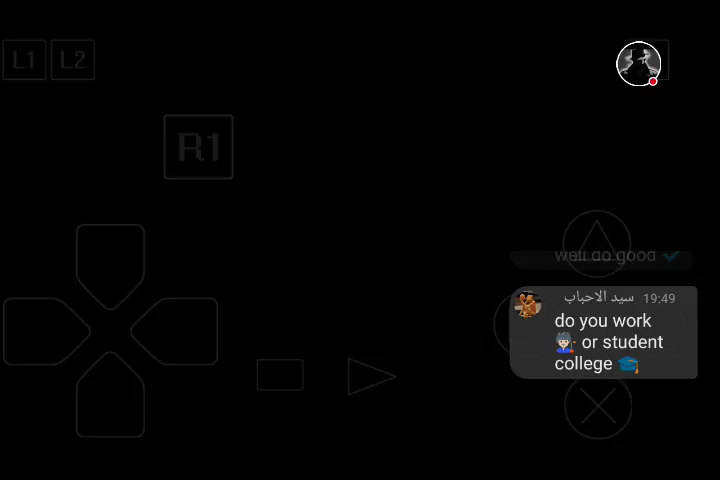 L1 L2
R1
well do good
سيد الاحباب 19:49
do you work
👩🏻‍🎓 or student
college 🎓